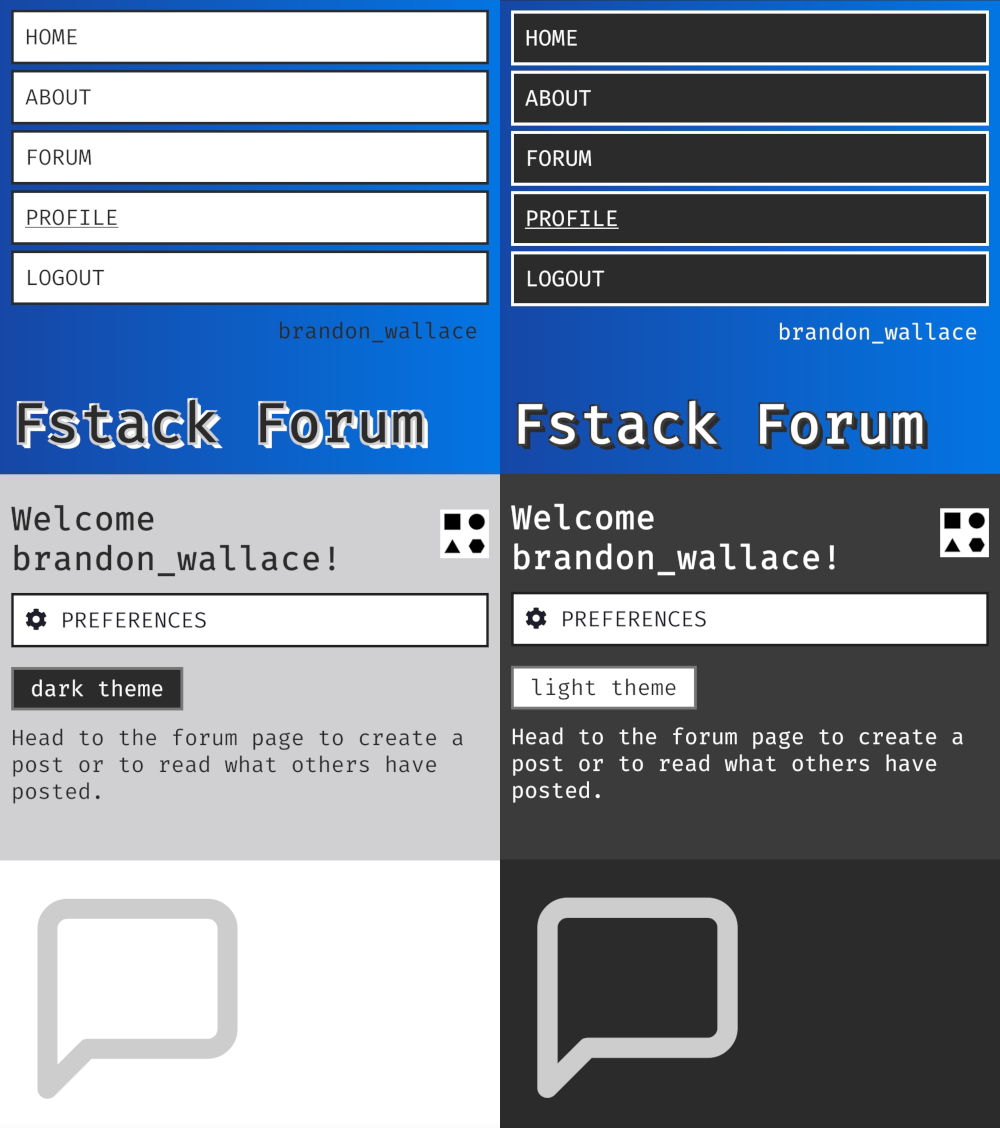 HOME
ABOUT
FORUM
PROFILE
LOGOUT
brandon_wallace
Fstack Forum
Welcome
brandon_wallace!
PREFERENCES
dark theme
Head to the forum page to create a
post or to read what others have
posted.
HOME
ABOUT
FORUM
PROFILE
LOGOUT
brandon_wallace
Fstack Forum
Welcome
brandon_wallace!
PREFERENCES
light theme
Head to the forum page to create a
post or to read what others have
posted.